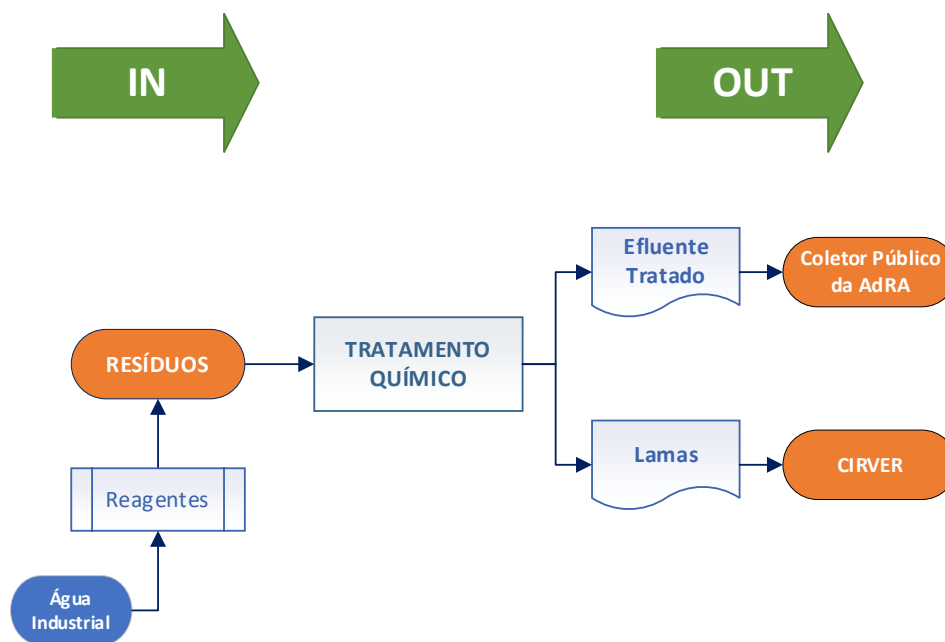 IN
OUT
Efluente
Tratado
Coletor Público
da AdRA
RESÍDUOS
TRATAMENTO
QUÍMICO
Lamas
CIRVER
Reagentes
Água
Industrial